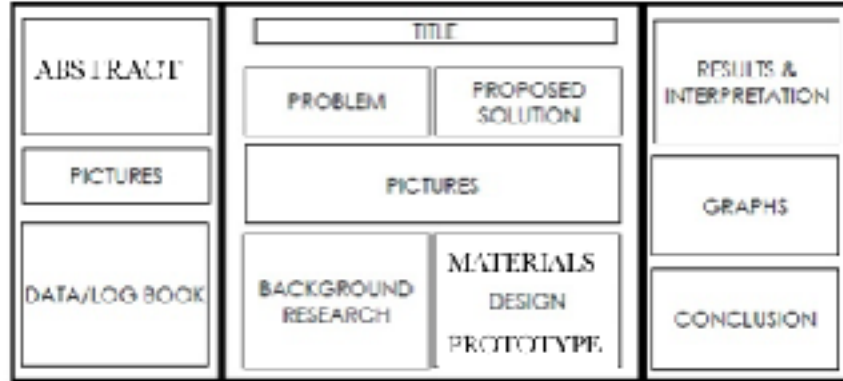 ABSTRACT
PICTURES
DATA/LOG BOOK
TITLE
PROBLEM
PROPOSED
SOLUTION
PICTURES
BACKGROUND
RESEARCH
MATERIALS
DESIGN
PROTOTYPE
RESULTS &
INTERPRETATION
GRAPHS
CONCLUSION